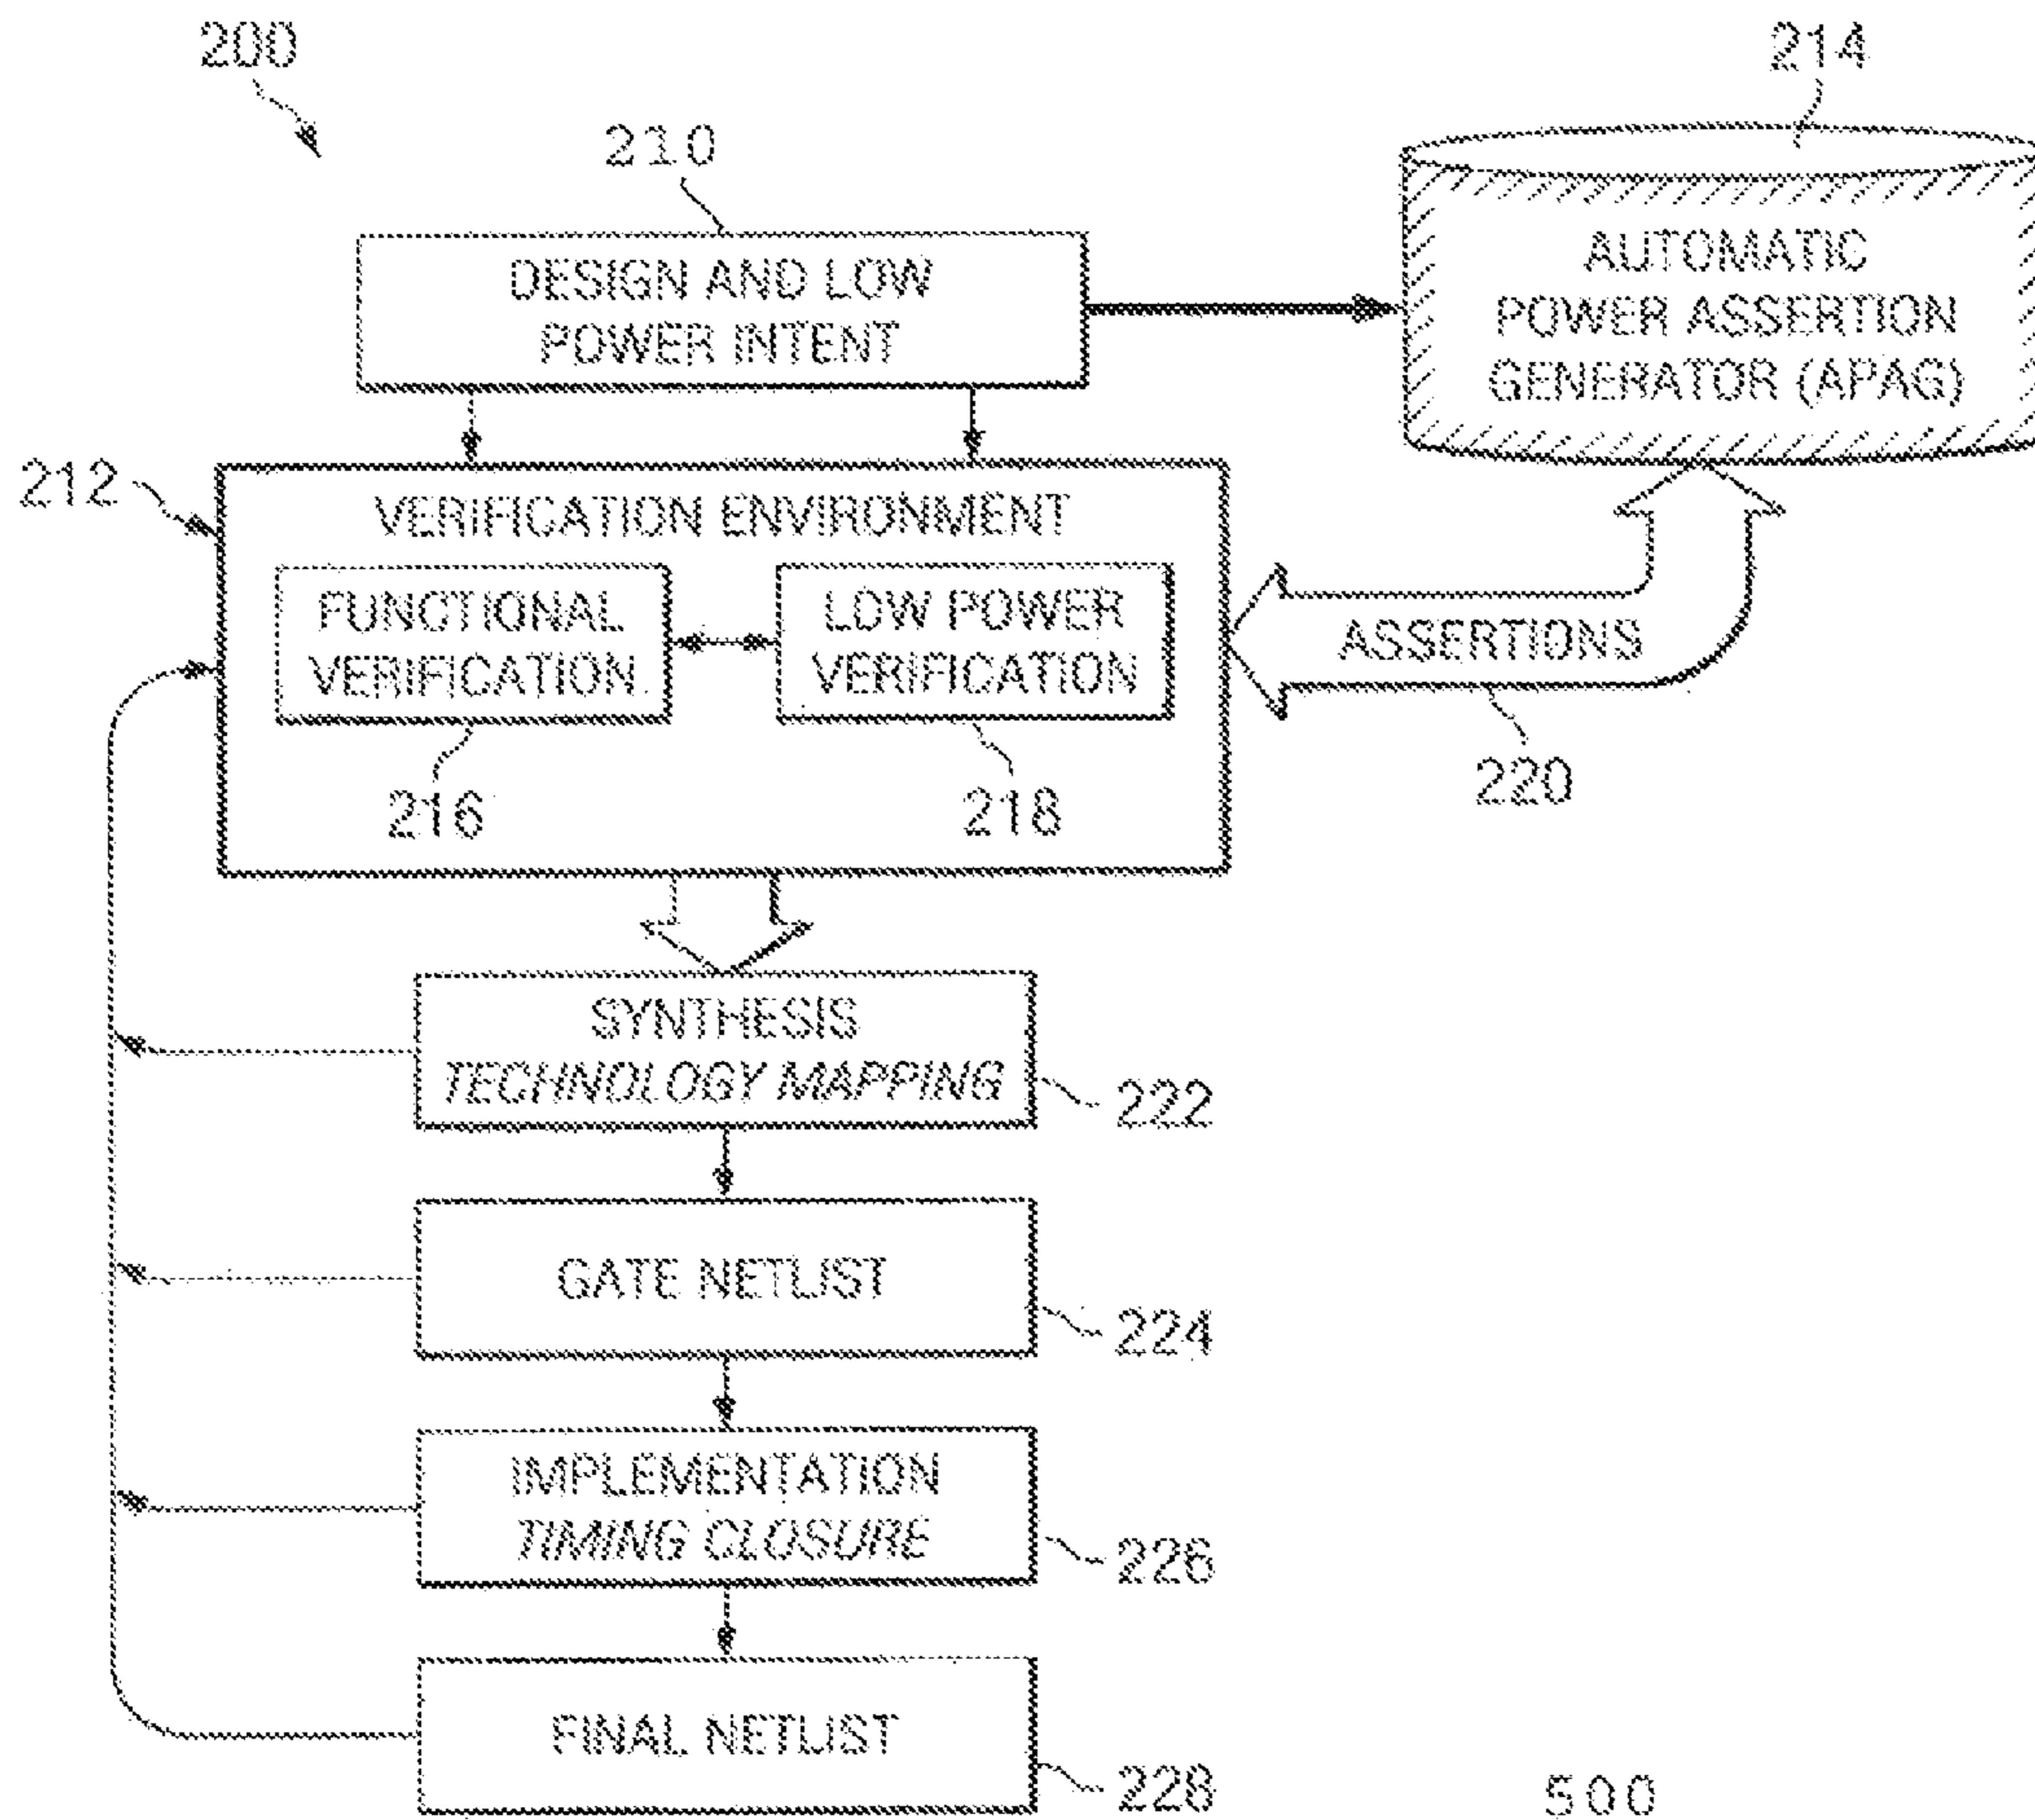 200
214
210
DESIGN AND LOW
POWER INTENT
AUTOMATIC
POWER ASSERTION
GENERATOR (APAG)
212
VERIFICATION ENVIRONMENT
FUNCTIONAL
VERIFICATION
LOW POWER
VERIFICATION
ASSERTIONS
216
218
220
SYNTHESIS
TECHNOLOGY MAPPING
222
GATE NETLIST
224
IMPLEMENTATION
TIMING CLOSURE
226
FINAL NETLIST
228
500